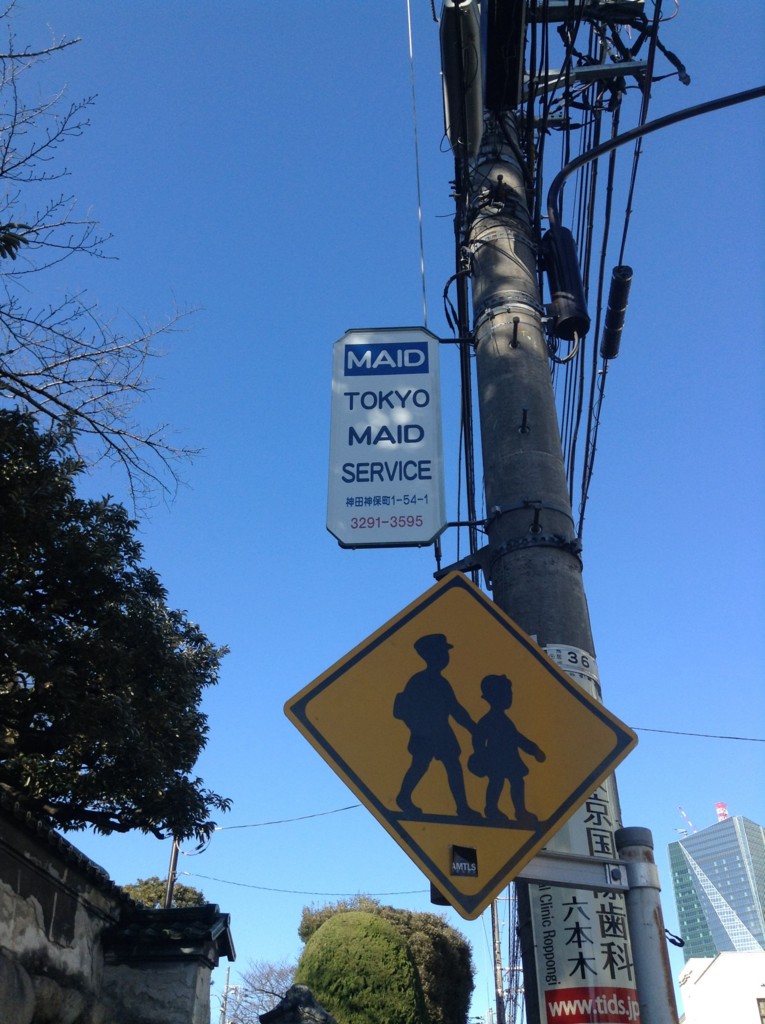 MAID
TOKYO
MAID
SERVICE
神田神保町1-54-1
3291-3595
36
AMTLS
京国
歯科
六本木
Clinic Roppongi
www.tids.jp